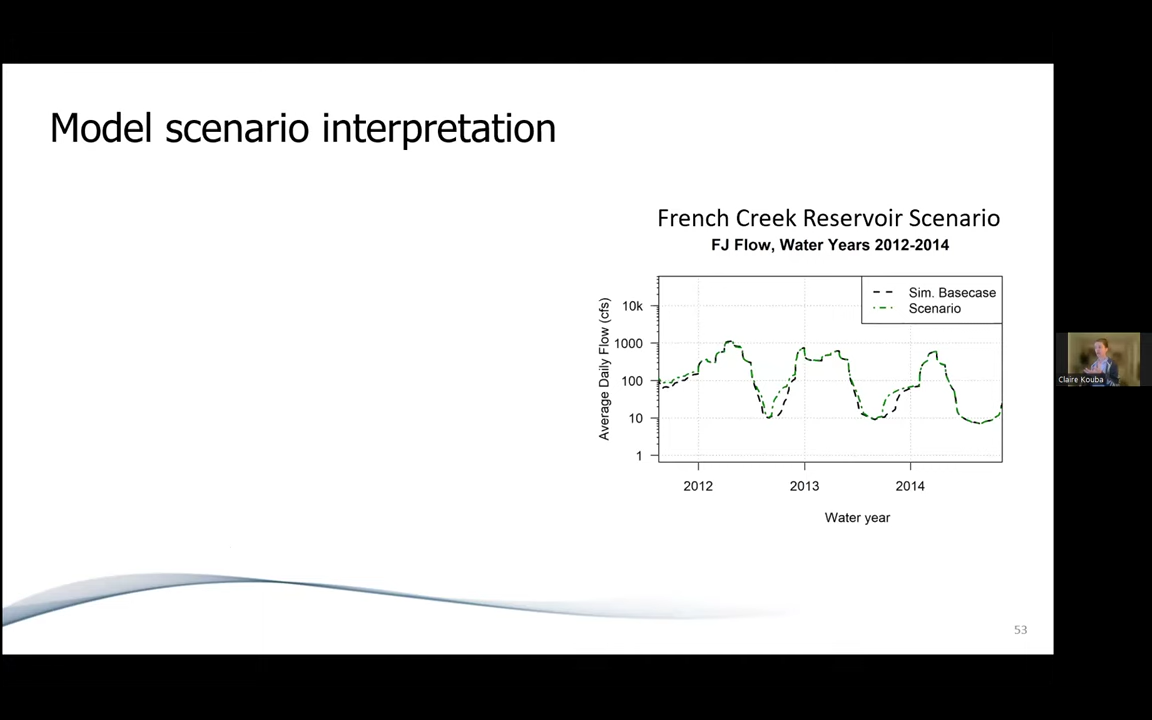 Model scenario interpretation
French Creek Reservoir Scenario
FJ Flow, Water Years 2012-2014
Average Daily Flow (cfs)
10k
1000
100
10
1
Sim. Basecase
Scenario
2012 2013 2014
Water year
53
Claire Kouba